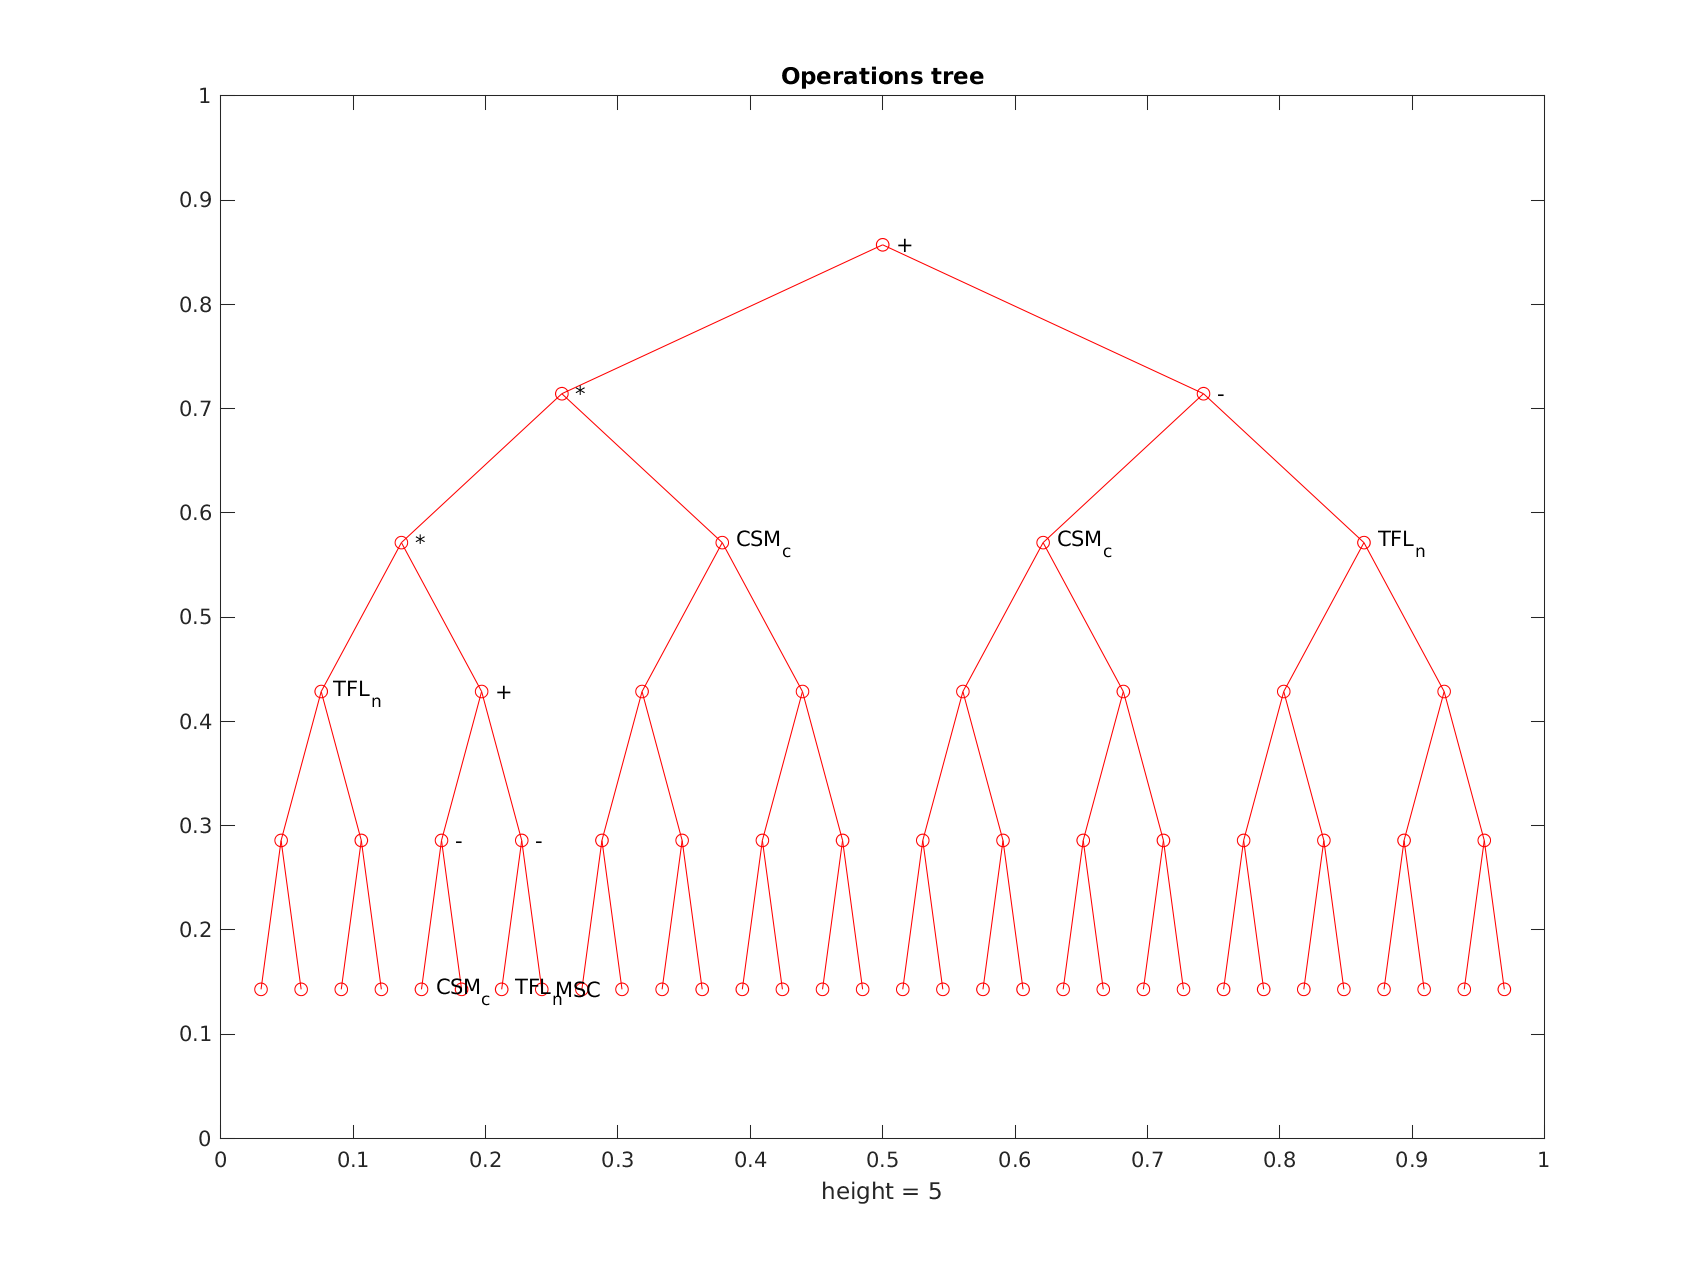 Operations tree
1
0.9
+
0.8
* -
0.7
0.6
* CSM_c CSM_c TFL_n
0.5
TFL_n +
0.4
0.3
- -
0.2
CSM_c TFL_n MSC
0.1
0
0 0.1 0.2 0.3 0.4 0.5 0.6 0.7 0.8 0.9 1
height = 5